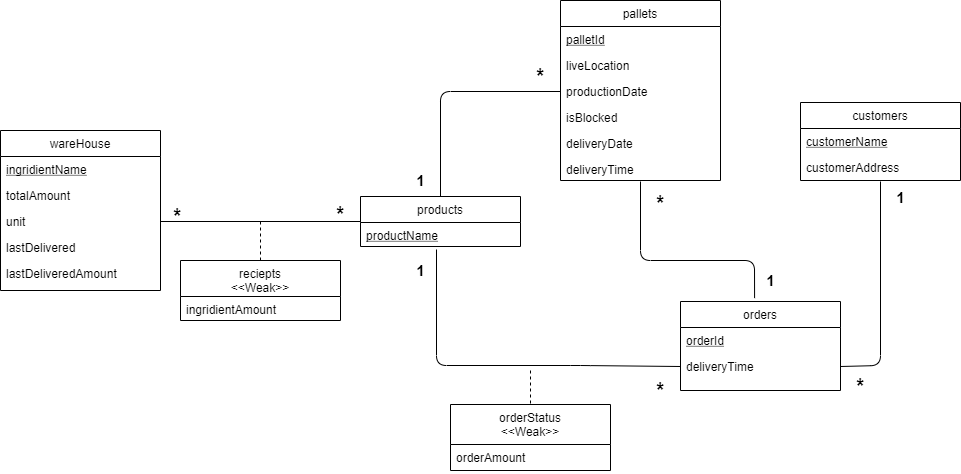 pallets
palletId
liveLocation
productionDate
isBlocked
deliveryDate
deliveryTime
*
1
*
customers
customerName
customerAddress
1
wareHouse
ingridientName
totalAmount
unit
lastDelivered
lastDeliveredAmount
*
*
products
productName
1
reciepts
<<Weak>>
ingridientAmount
1
orders
orderId
deliveryTime
*
*
orderStatus
<<Weak>>
orderAmount